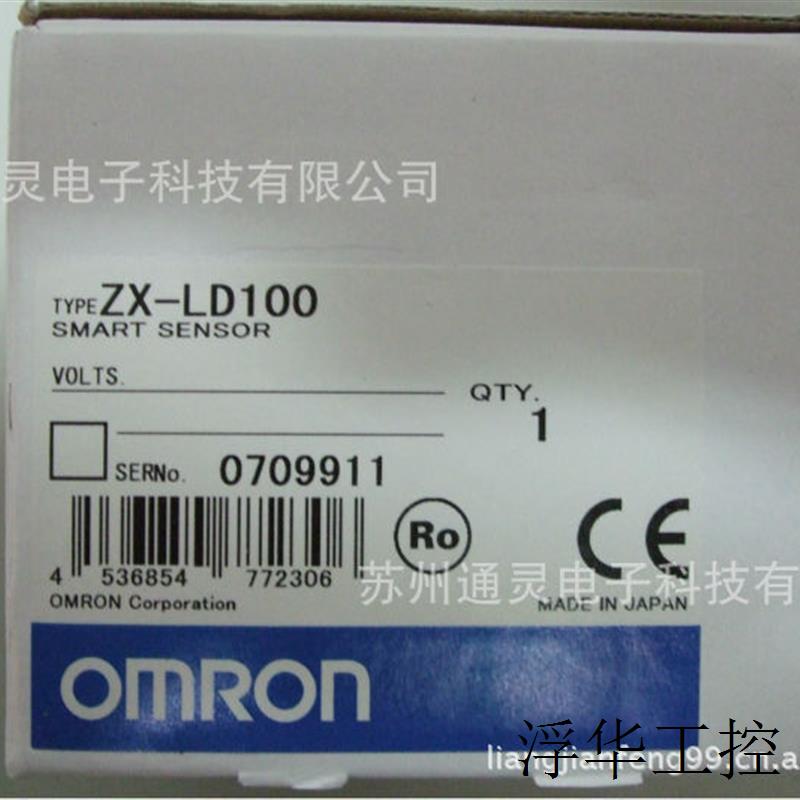 灵电子科技有限公司
TYPE ZX-LD100
SMART SENSOR
VOLTS.
QTY.
1
SERNo. 0709911
Ro
CE
4 536854 772306
苏州通灵电子科技有
OMRON Corporation
MADE IN JAPAN
OMRON
浮华工控